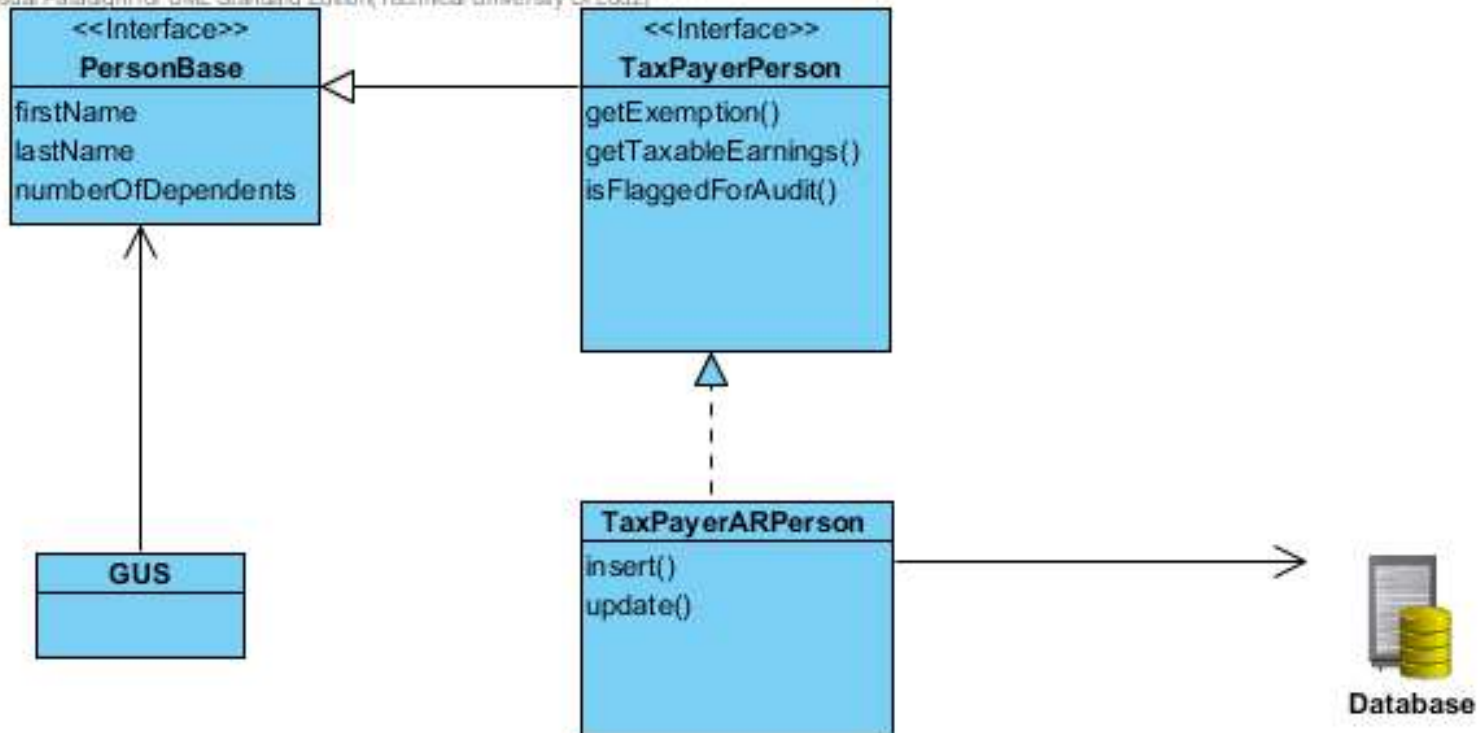 <<Interface>>
PersonBase
firstName
lastName
numberOfDependents
<<Interface>>
TaxPayerPerson
getExemption()
getTaxableEarnings()
isFlaggedForAudit()
GUS
TaxPayerARPerson
insert()
update()
Database